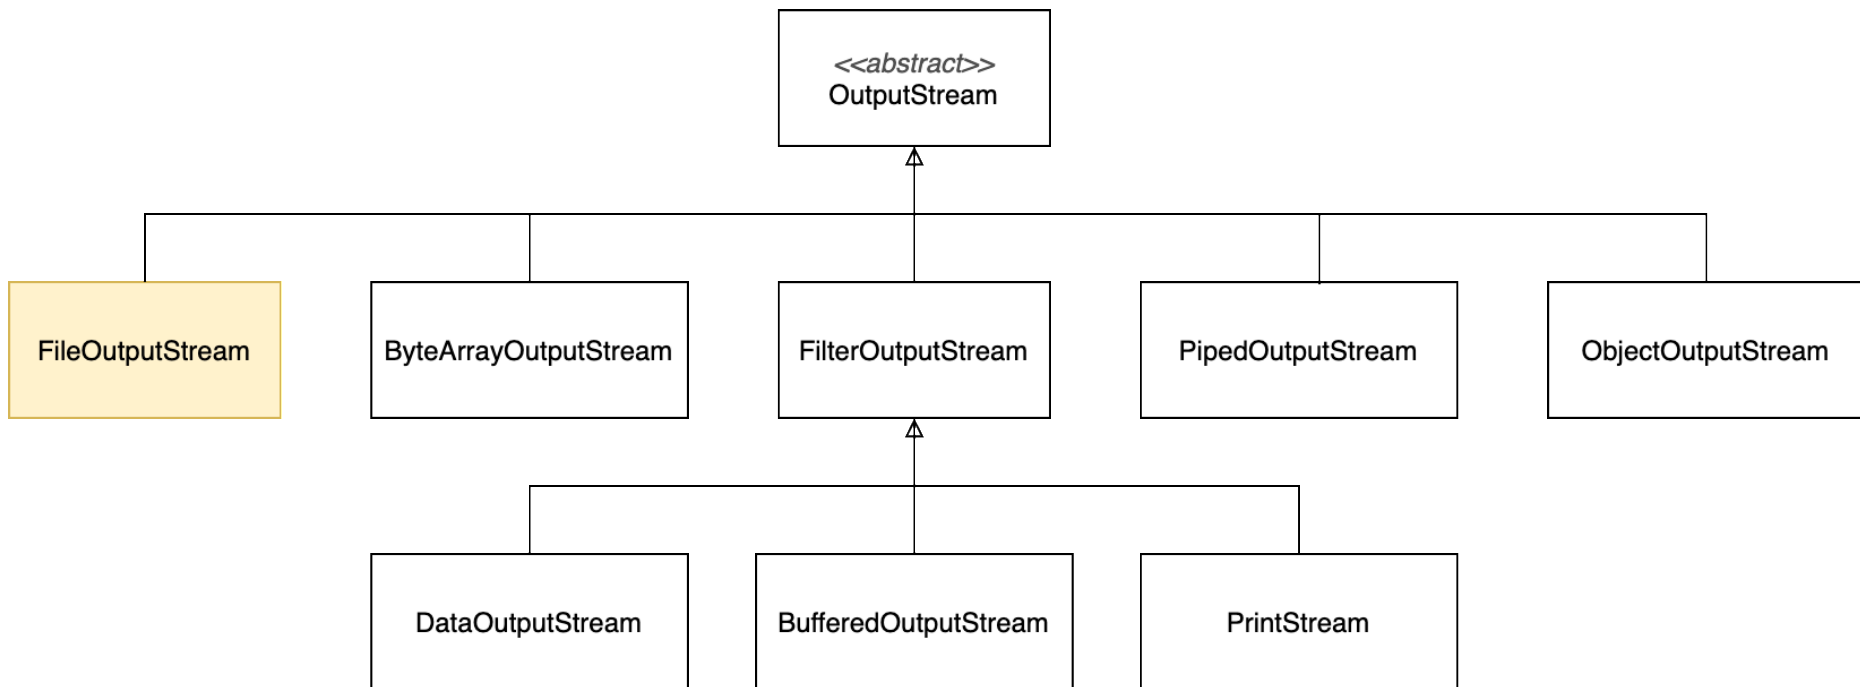 <<abstract>>
OutputStream
FileOutputStream
ByteArrayOutputStream
FilterOutputStream
PipedOutputStream
ObjectOutputStream
DataOutputStream
BufferedOutputStream
PrintStream